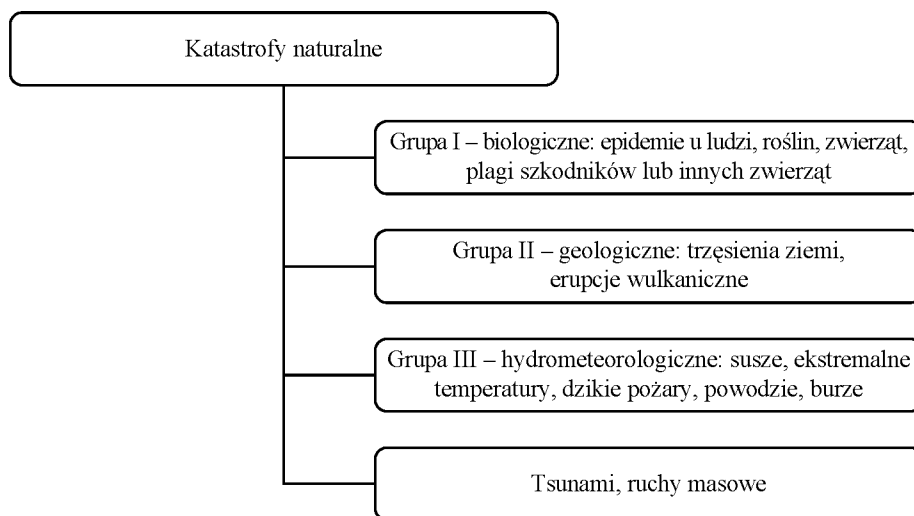 Katastrofy naturalne
Grupa I – biologiczne: epidemie u ludzi, roślin, zwierząt,
plagi szkodników lub innych zwierząt
Grupa II – geologiczne: trzęsienia ziemi,
erupcje wulkaniczne
Grupa III – hydrometeorologiczne: susze, ekstremalne
temperatury, dzikie pożary, powodzie, burze
Tsunami, ruchy masowe